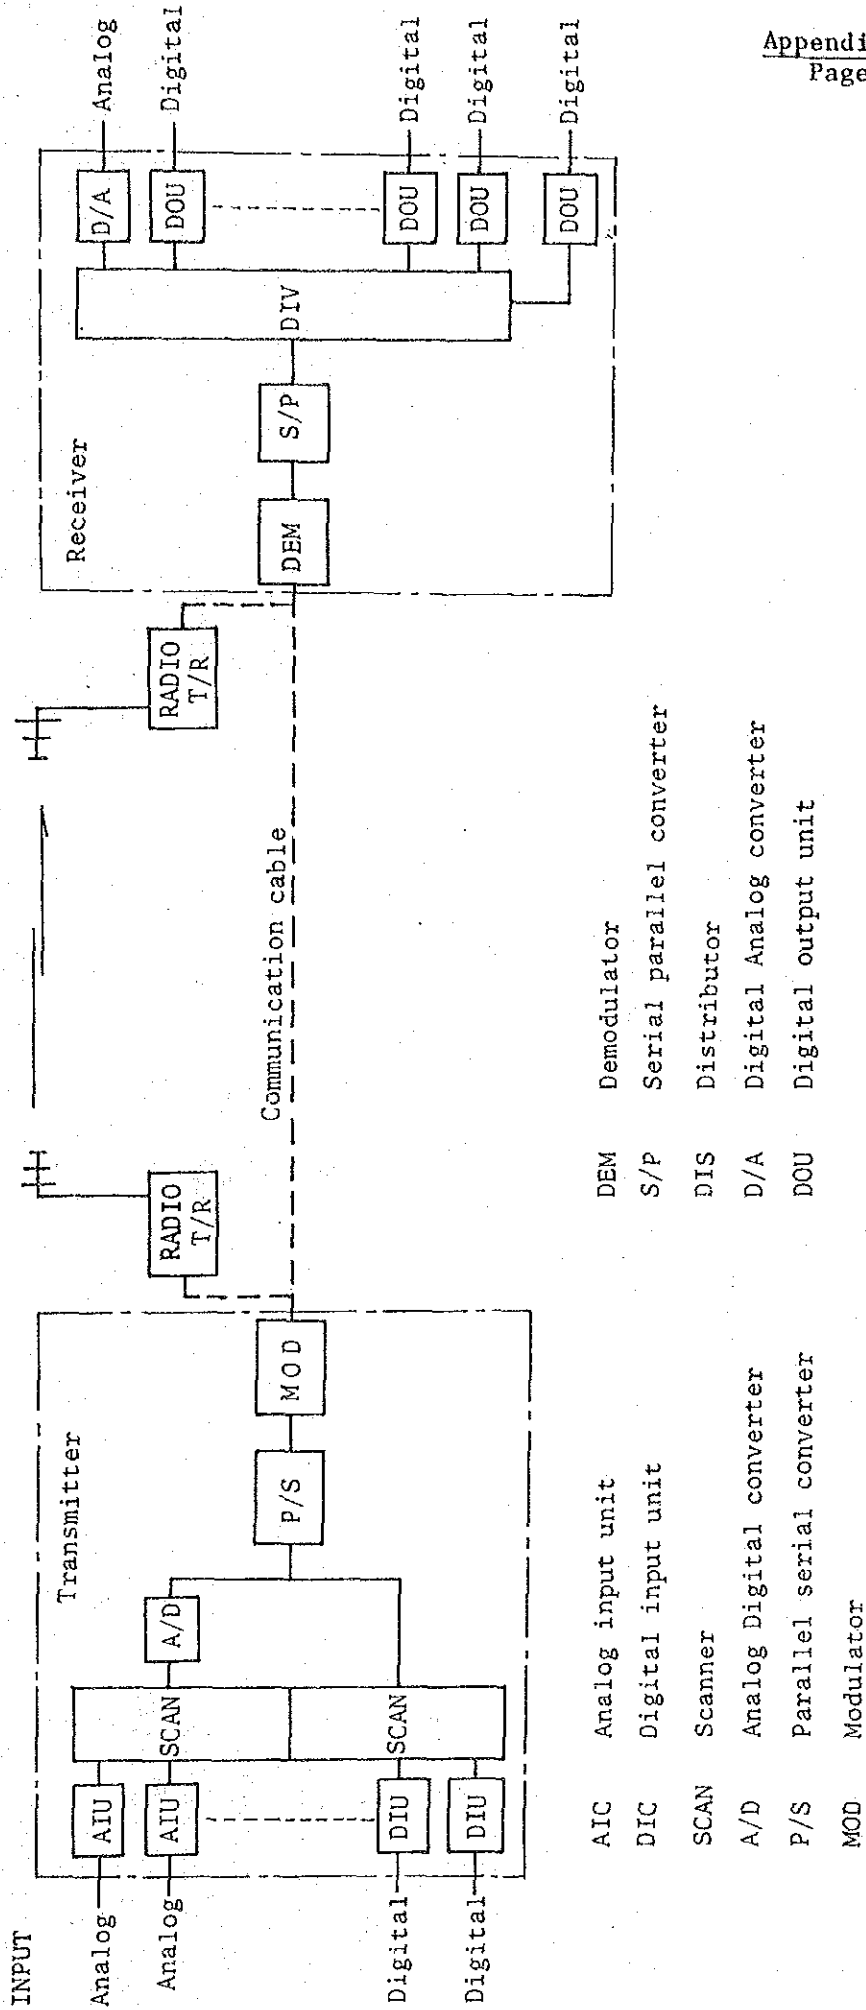 Appendi
Page
INPUT
Analog
Analog
Digital
Digital
Transmitter
AIU
AIU
DIU
DIU
SCAN
SCAN
A/D
P/S
MOD
RADIO
T/R
Communication cable
RADIO
T/R
Receiver
DEM
S/P
DIV
D/A
DOU
DOU
DOU
DOU
Analog
Digital
Digital
Digital
Digital
AIC Analog input unit
DIC Digital input unit
SCAN Scanner
A/D Analog Digital converter
P/S Parallel serial converter
MOD Modulator
DEM Demodulator
S/P Serial parallel converter
DIS Distributor
D/A Digital Analog converter
DOU Digital output unit